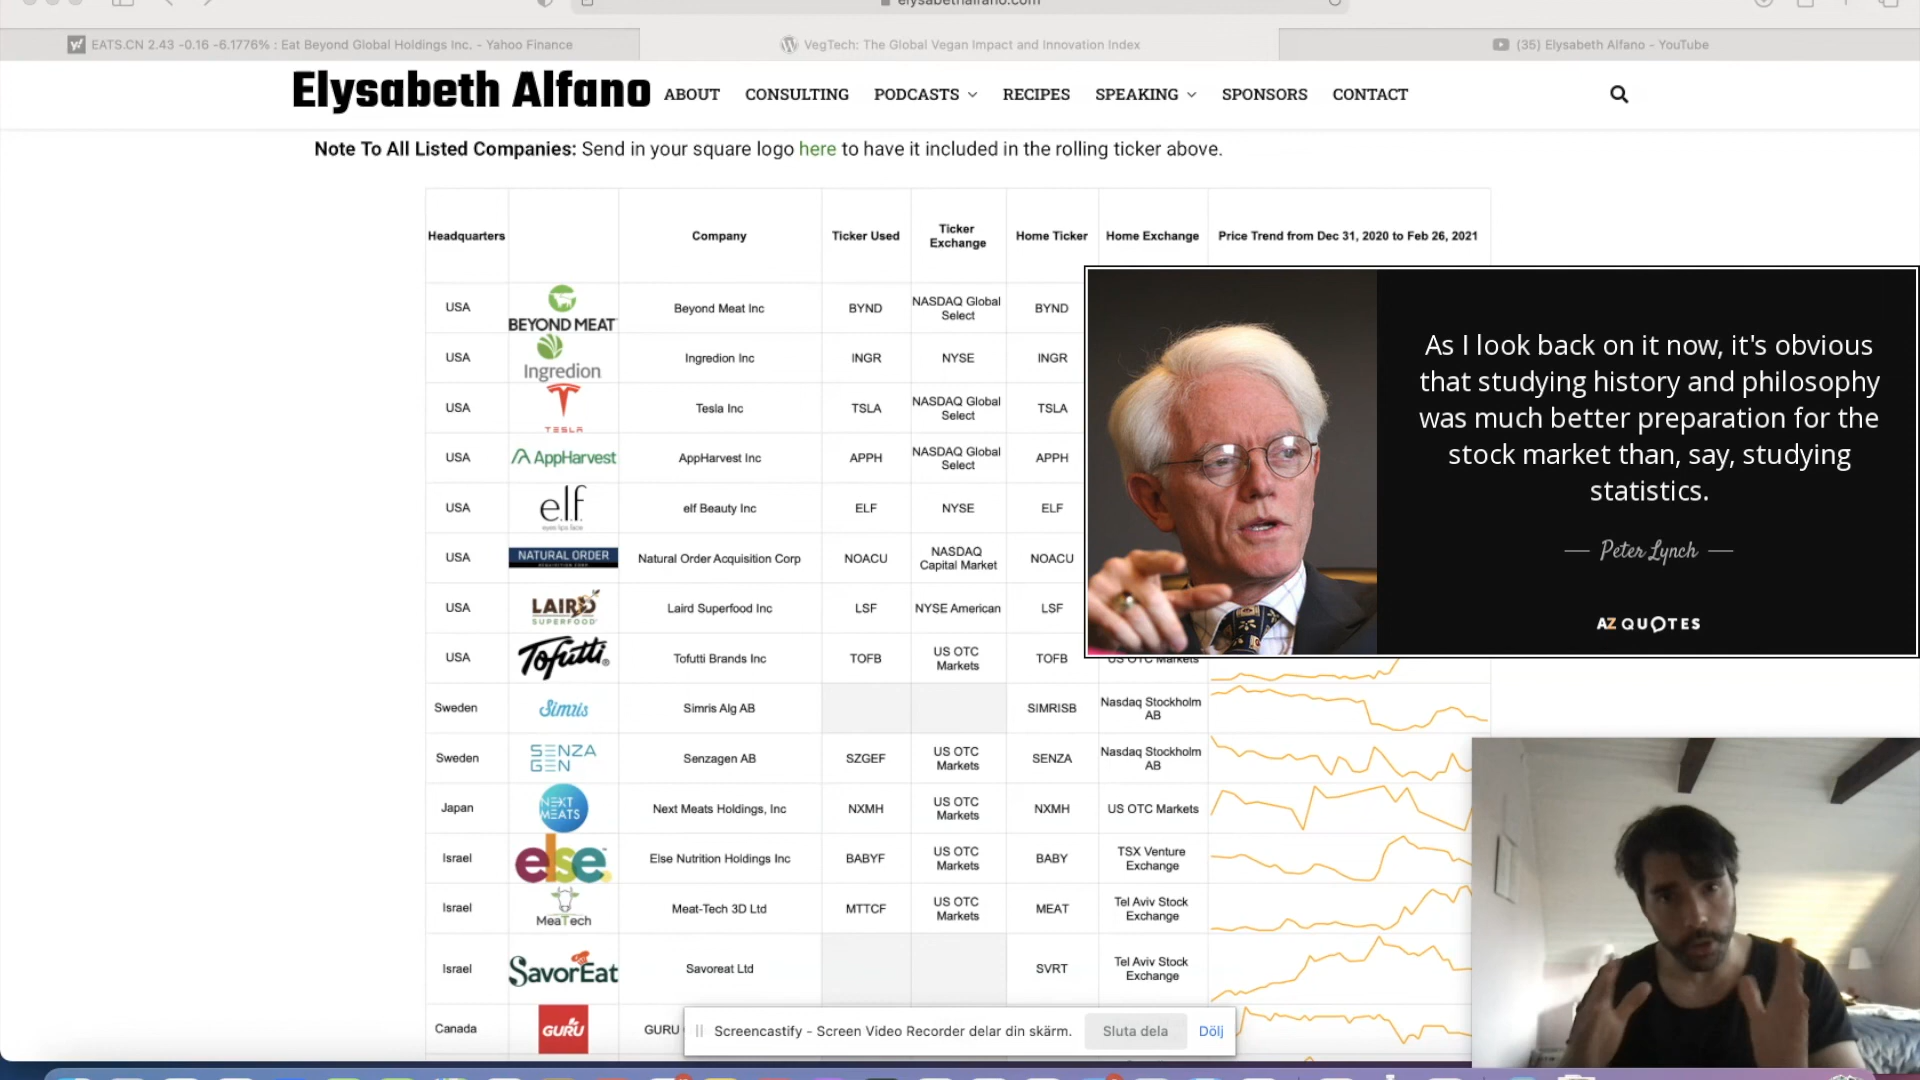 elysabethalfano.com
EATS.CN 2.43 -0.16 -6.1776% : Eat Beyond Global Holdings Inc. - Yahoo Finance
VegTech: The Global Vegan Impact and Innovation Index
(35) Elysabeth Alfano - YouTube
Elysabeth Alfano
ABOUT CONSULTING PODCASTS RECIPES SPEAKING SPONSORS CONTACT
Note To All Listed Companies: Send in your square logo here to have it included in the rolling ticker above.
Headquarters Company Ticker Used Ticker Exchange Home Ticker Home Exchange Price Trend from Dec 31, 2020 to Feb 26, 2021
USA BEYOND MEAT Beyond Meat Inc BYND NASDAQ Global Select BYND
USA Ingredion Ingredion Inc INGR NYSE INGR
USA TESLA Tesla Inc TSLA NASDAQ Global Select TSLA
USA AppHarvest AppHarvest Inc APPH NASDAQ Global Select APPH
USA e.l.f. eyes lips face elf Beauty Inc ELF NYSE ELF
USA NATURAL ORDER ACQUISITION CORP Natural Order Acquisition Corp NOACU NASDAQ Capital Market NOACU
USA LAIRD SUPERFOOD Laird Superfood Inc LSF NYSE American LSF
USA Tofutti Tofutti Brands Inc TOFB US OTC Markets TOFB US OTC Markets
Sweden Simris Simris Alg AB SIMRISB Nasdaq Stockholm AB
Sweden SENZA GEN Senzagen AB SZGEF US OTC Markets SENZA Nasdaq Stockholm AB
Japan NEXT MEATS Next Meats Holdings, Inc NXMH US OTC Markets NXMH US OTC Markets
Israel else Else Nutrition Holdings Inc BABYF US OTC Markets BABY TSX Venture Exchange
Israel MeaTech Meat-Tech 3D Ltd MTTCF US OTC Markets MEAT Tel Aviv Stock Exchange
Israel SavorEat Savoreat Ltd SVRT Tel Aviv Stock Exchange
Canada GURU GURU
As I look back on it now, it's obvious
that studying history and philosophy
was much better preparation for the
stock market than, say, studying
statistics.
Peter Lynch
AZ QUOTES
Screencastify - Screen Video Recorder delar din skärm. Sluta dela Dölj